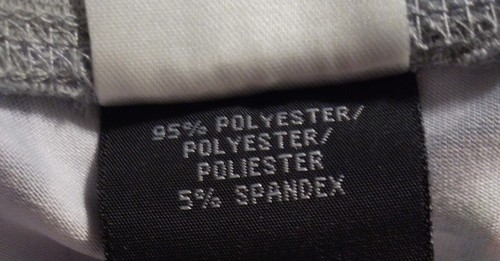 95% POLYESTER/
POLYESTER/
POLIESTER
5% SPANDEX